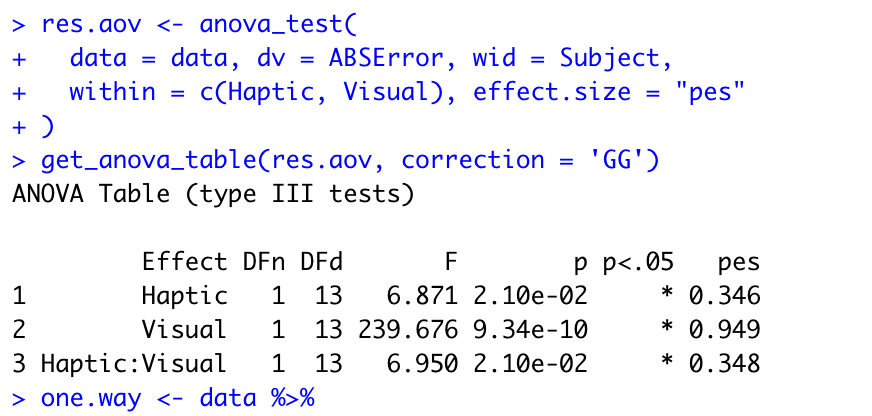 > res.aov <- anova_test(
+   data = data, dv = ABSError, wid = Subject,
+   within = c(Haptic, Visual), effect.size = "pes"
+ )
> get_anova_table(res.aov, correction = 'GG')
ANOVA Table (type III tests)

         Effect DFn DFd       F        p p<.05   pes
1        Haptic   1  13   6.871 2.10e-02     * 0.346
2        Visual   1  13 239.676 9.34e-10     * 0.949
3 Haptic:Visual   1  13   6.950 2.10e-02     * 0.348
> one.way <- data %>%